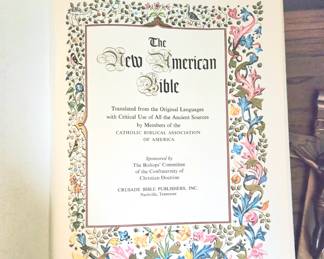 The
New American
Bible
Translated from the Original Languages
with Critical Use of All the Ancient Sources
by Members of the
CATHOLIC BIBLICAL ASSOCIATION
OF AMERICA
Sponsored by
The Bishops' Committee
of the Confraternity of
Christian Doctrine
CRUSADE BIBLE PUBLISHERS, INC.
Nashville, Tennessee